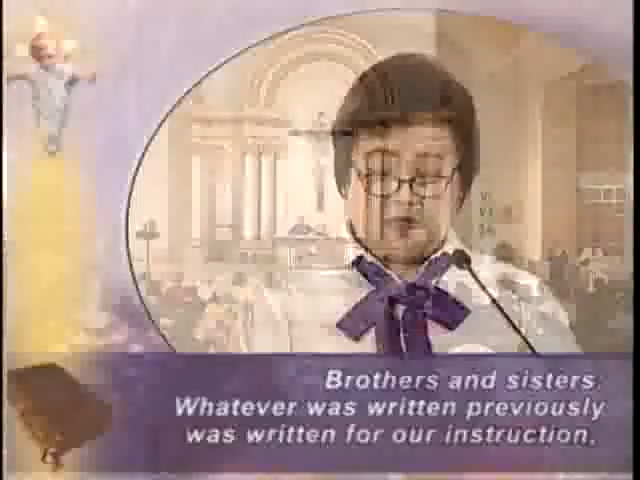 Brothers and sisters:
Whatever was written previously
was written for our instruction,